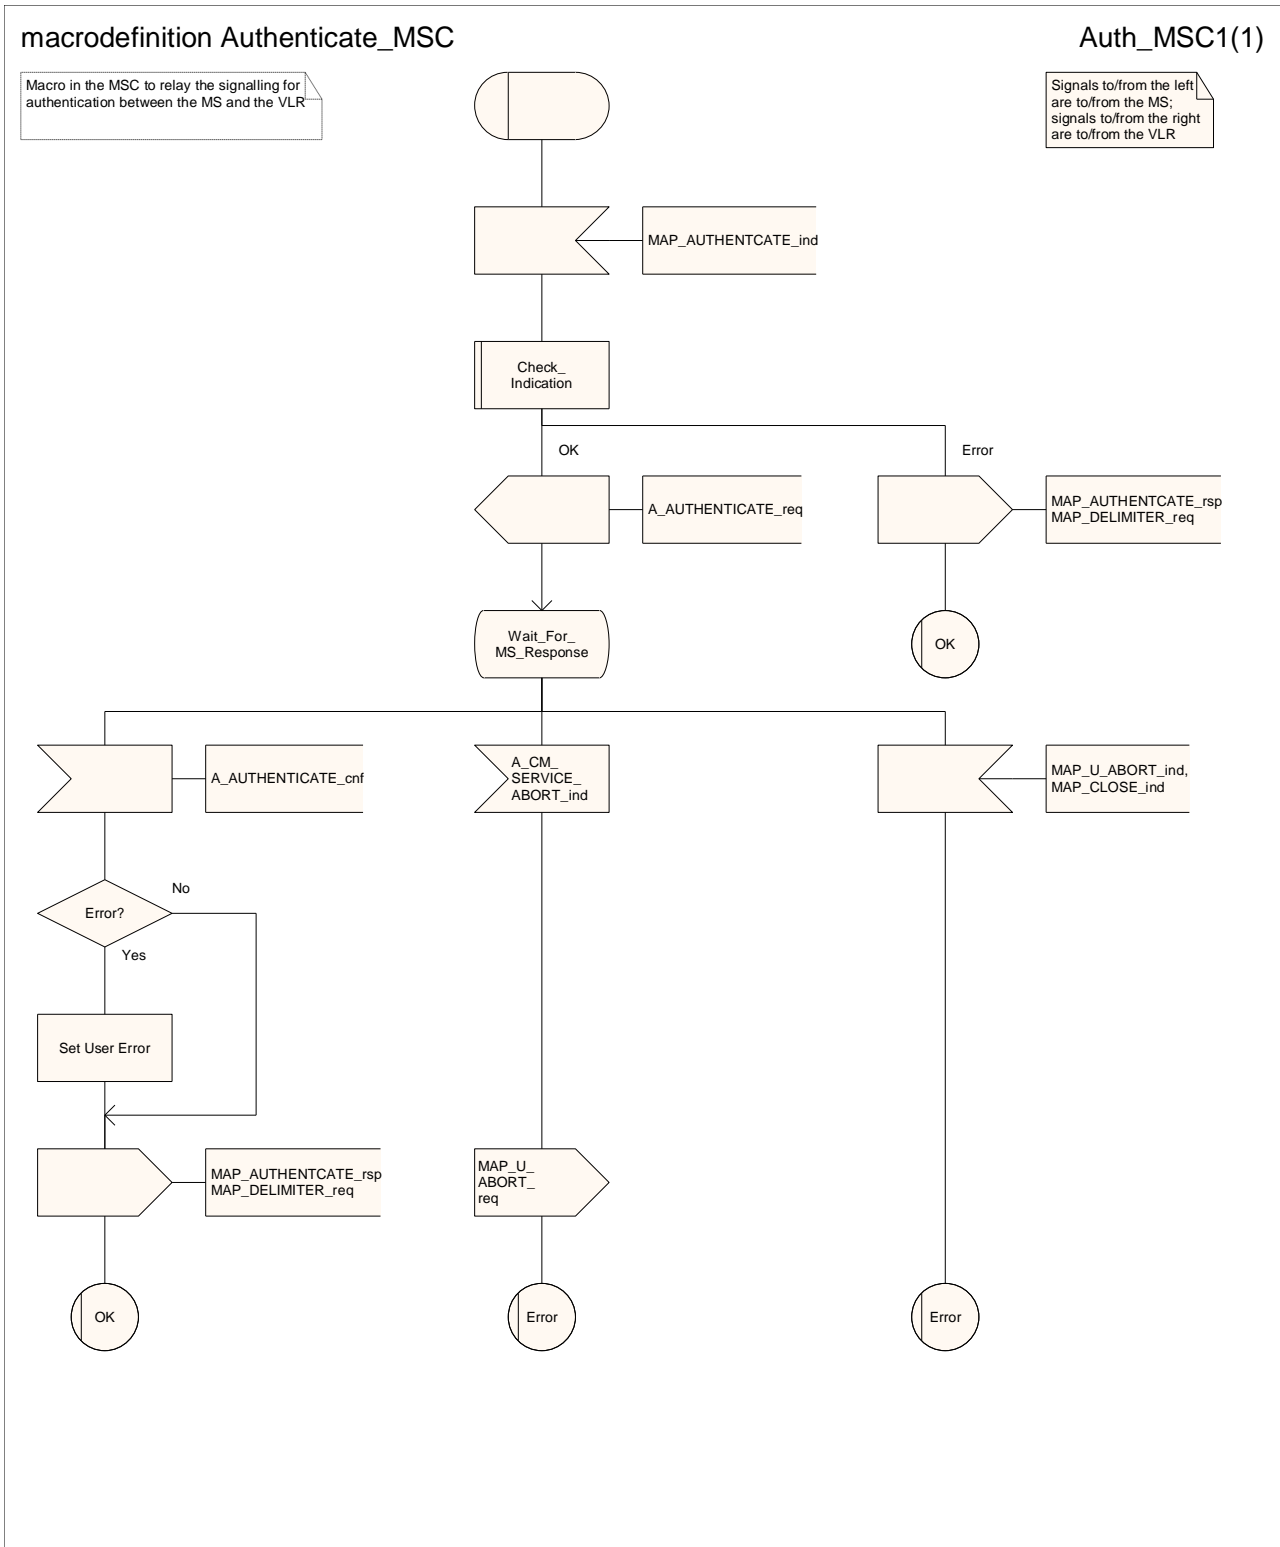 macrodefinition Authenticate_MSC
Auth_MSC1(1)
Macro in the MSC to relay the signalling for
authentication between the MS and the VLR
Signals to/from the left
are to/from the MS;
signals to/from the right
are to/from the VLR
MAP_AUTHENTCATE_ind
Check_
Indication
OK
Error
A_AUTHENTICATE_req
MAP_AUTHENTCATE_rsp
MAP_DELIMITER_req
Wait_For_
MS_Response
OK
A_AUTHENTICATE_cnf
A_CM_
SERVICE_
ABORT_ind
MAP_U_ABORT_ind,
MAP_CLOSE_ind
Error?
No
Yes
Set User Error
MAP_AUTHENTCATE_rsp
MAP_DELIMITER_req
MAP_U_
ABORT_
req
OK
Error
Error